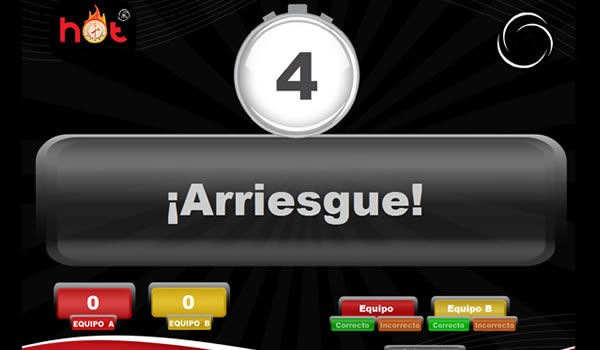 hot
4
¡Arriesgue!
0 0
EQUIPO A EQUIPO B
Equipo Equipo B
Correcto Incorrecto Correcto Incorrecto